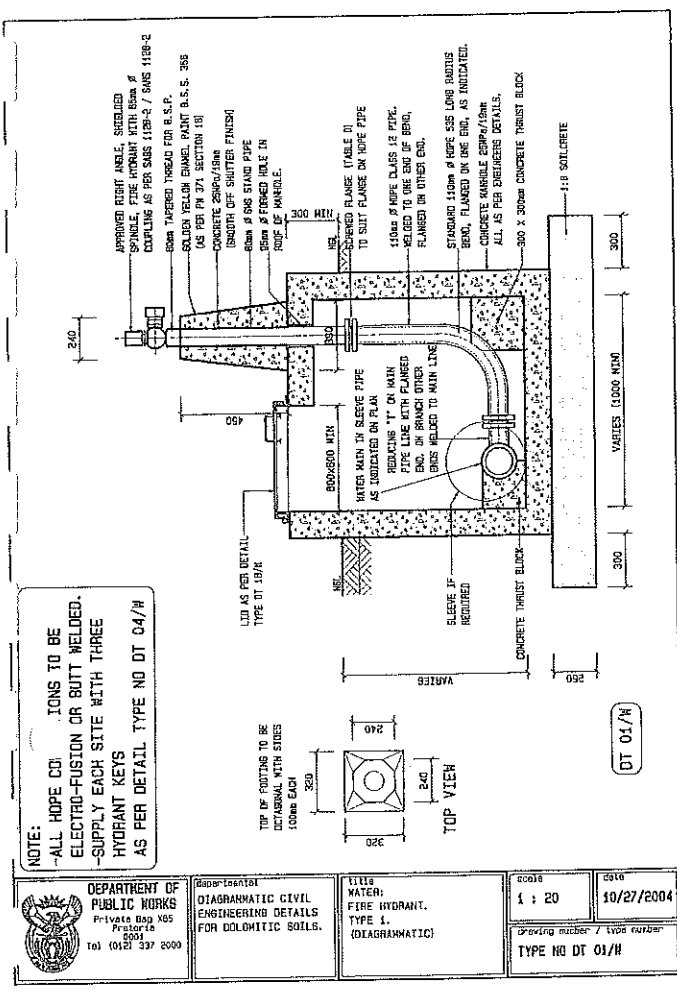 NOTE:
-ALL HDPE CO IONS TO BE
ELECTRO-FUSION OR BUTT WELDED.
-SUPPLY EACH SITE WITH THREE
HYDRANT KEYS
AS PER DETAIL TYPE NO DT 04/W
APPROVED RIGHT ANGLE, SHIELDED
SPINDLE, FIRE HYDRANT WITH 65mm Ø
COUPLING AS PER SABS 1128-2 / SANS 1128-2
80mm TAPERED THREAD FOR B.S.P.
GOLDEN YELLOW ENAMEL PAINT B.S.S. 356
(AS PER PW 371 SECTION 15)
CONCRETE 25MPa/19mm
(SMOOTH OFF SHUTTER FINISH)
80mm Ø GMS STAND PIPE
95mm Ø FORMED HOLE IN
ROOF OF MANHOLE.
300 MIN
NGL
SCREWED FLANGE (TABLE D)
TO SUIT FLANGE ON HDPE PIPE
110mm Ø HDPE CLASS 12 PIPE.
WELDED TO ONE END OF BEND,
FLANGED ON OTHER END.
STANDARD 110mm Ø HDPE 535 LONG RADIUS
BEND, FLANGED ON ONE END, AS INDICATED.
CONCRETE MANHOLE 25MPa/19mm
ALL AS PER ENGINEERS DETAILS.
300 X 300mm CONCRETE THRUST BLOCK
1:8 SOILCRETE
240
450
390
LID AS PER DETAIL
TYPE DT 18/W
600x600 MIN
WATER MAIN IN SLEEVE PIPE
AS INDICATED ON PLAN
REDUCING "T" ON MAIN
PIPE LINE WITH FLANGED
END, ON BRANCH OTHER
ENDS WELDED TO MAIN LINE
NGL
SLEEVE IF
REQUIRED
CONCRETE THRUST BLOCK
VARIES
250
300
VARIES (1000 MIN)
300
TOP OF FOOTING TO BE
OCTAGONAL WITH SIDES
100mm EACH
320
240
240
320
TOP VIEW
DT 01/W
DEPARTMENT OF
PUBLIC WORKS
Private Bag X65
Pretoria
0001
Tel (012) 337 2000
departmental
DIAGRAMMATIC CIVIL
ENGINEERING DETAILS
FOR DOLOMITIC SOILS.
title
WATER:
FIRE HYDRANT.
TYPE 1.
(DIAGRAMMATIC)
scale
1 : 20
date
10/27/2004
drawing number / type number
TYPE NO DT 01/W